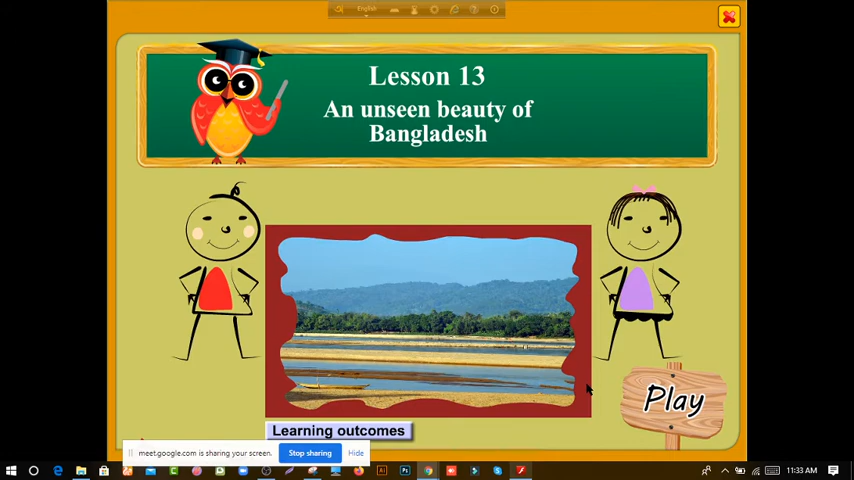 অ English
Lesson 13
An unseen beauty of
Bangladesh
Play
Learning outcomes
meet.google.com is sharing your screen.
Stop sharing
Hide
11:33 AM